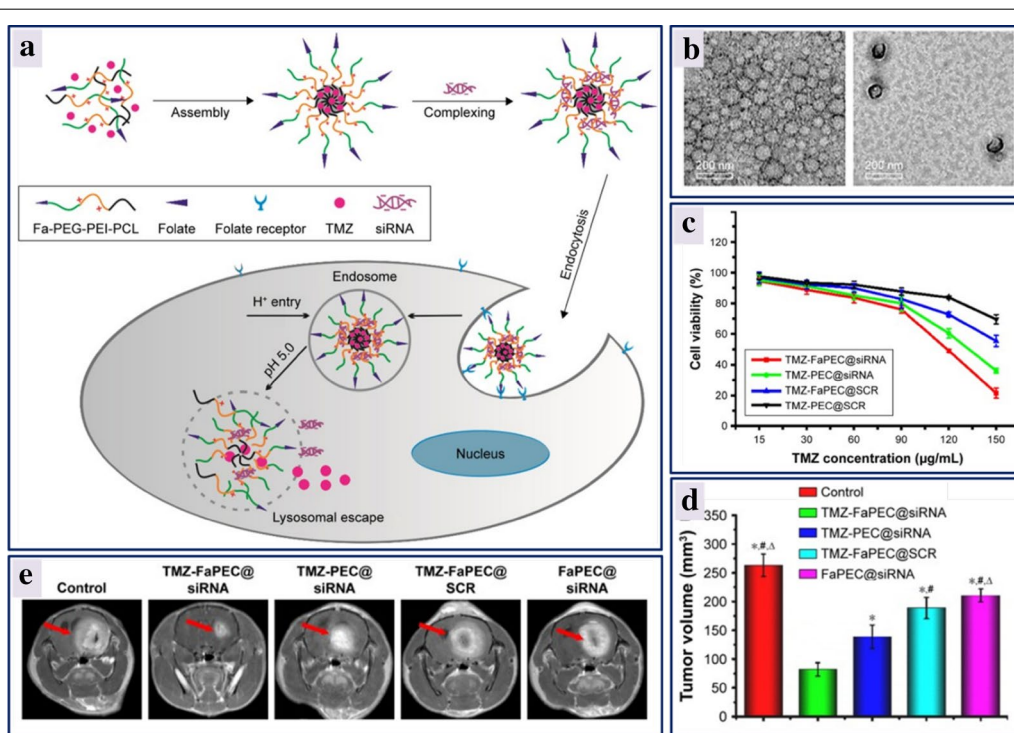 a
Assembly
Complexing
Fa-PEG-PEI-PCL
Folate
Folate receptor
TMZ
siRNA
Endocytosis
Endosome
H⁺ entry
pH 5.0
Nucleus
Lysosomal escape
b
200 nm
200 nm
c
Cell viability (%)
120
100
80
60
40
20
0
TMZ-FaPEC@siRNA
TMZ-PEC@siRNA
TMZ-FaPEC@SCR
TMZ-PEC@SCR
15 30 60 90 120 150
TMZ concentration (µg/mL)
d
Tumor volume (mm³)
350
300
250
200
150
100
50
0
Control
TMZ-FaPEC@siRNA
TMZ-PEC@siRNA
TMZ-FaPEC@SCR
FaPEC@siRNA
*,#,Δ
*
*,#
*,#,Δ
e
Control
TMZ-FaPEC@
siRNA
TMZ-PEC@
siRNA
TMZ-FaPEC@
SCR
FaPEC@
siRNA